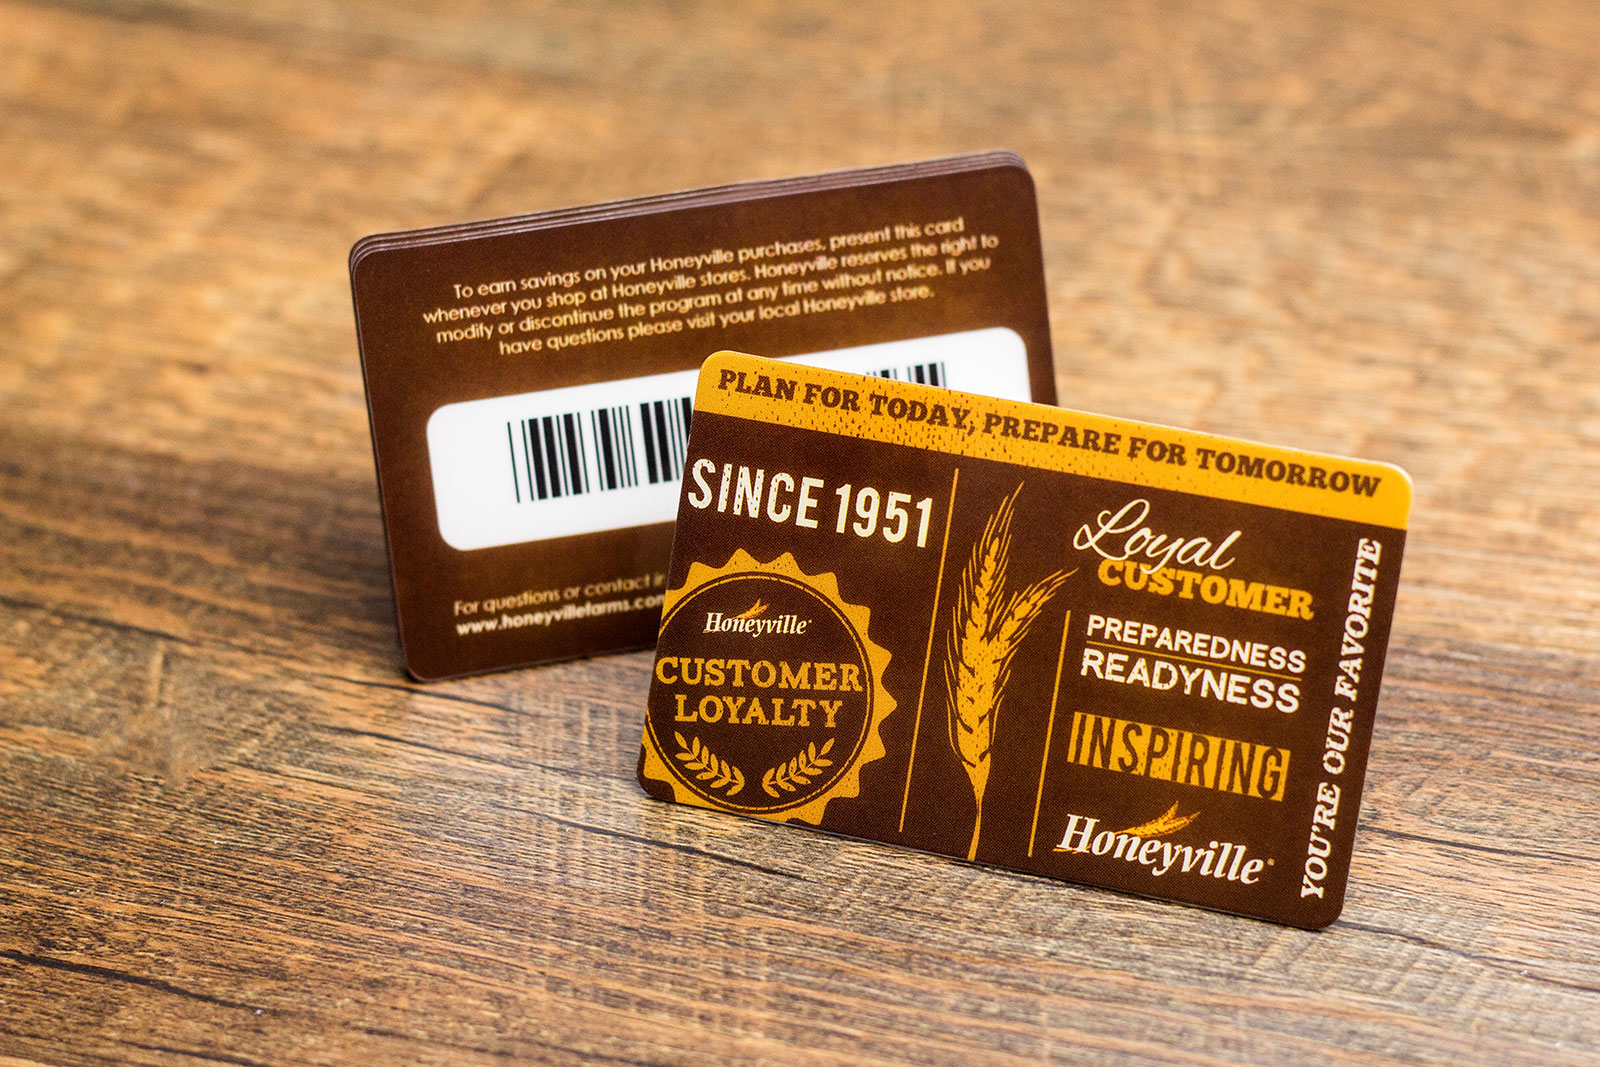 To earn savings on your Honeyville purchases, present this card
whenever you shop at Honeyville stores. Honeyville reserves the right to
modify or discontinue the program at any time without notice. If you
have questions please visit your local Honeyville store.
For questions or contact
www.honeyvillefarms.com
PLAN FOR TODAY, PREPARE FOR TOMORROW
SINCE 1951
Honeyville
CUSTOMER
LOYALTY
Loyal
CUSTOMER
PREPAREDNESS
READYNESS
INSPIRING
Honeyville
YOU'RE OUR FAVORITE